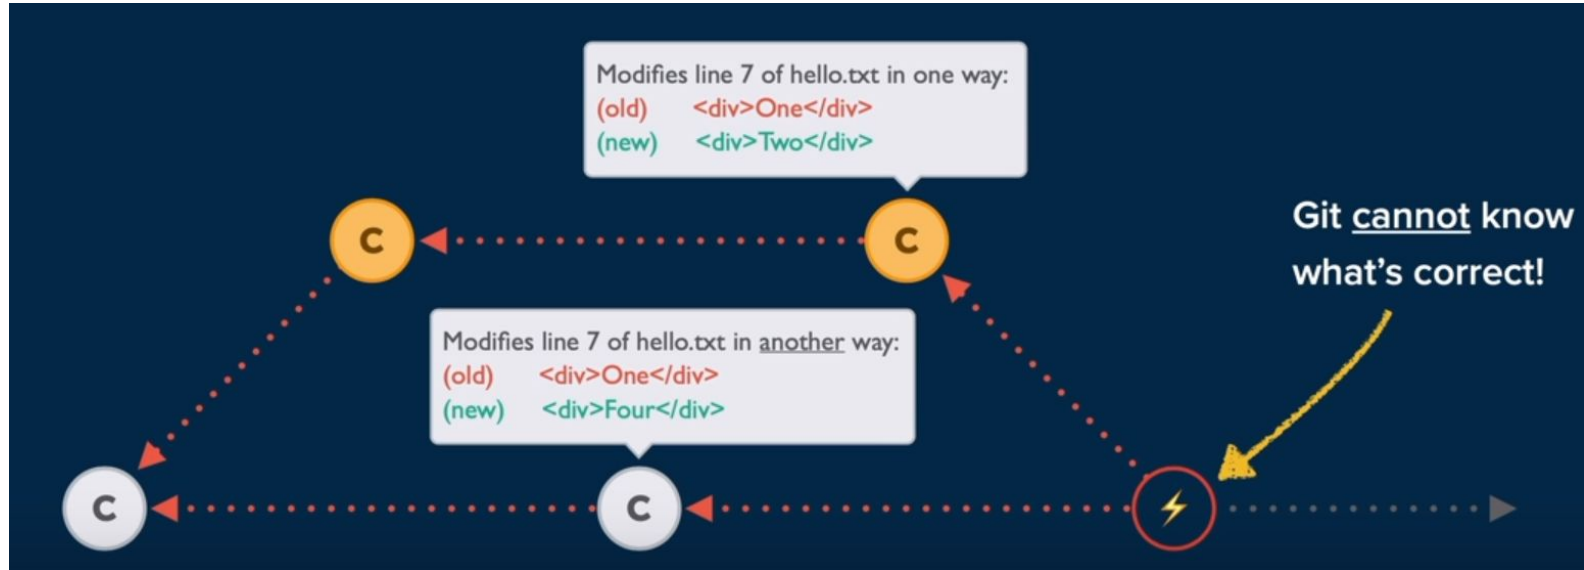 Modifies line 7 of hello.txt in one way:
(old) <div>One</div>
(new) <div>Two</div>
Git cannot know
what's correct!
C
C
Modifies line 7 of hello.txt in another way:
(old) <div>One</div>
(new) <div>Four</div>
C
C